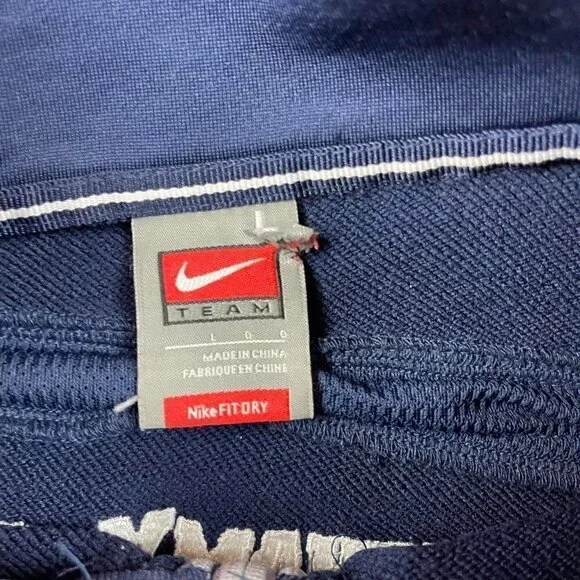 L
TEAM
L G G
MADE IN CHINA
FABRIQUE EN CHINE
Nike FIT DRY